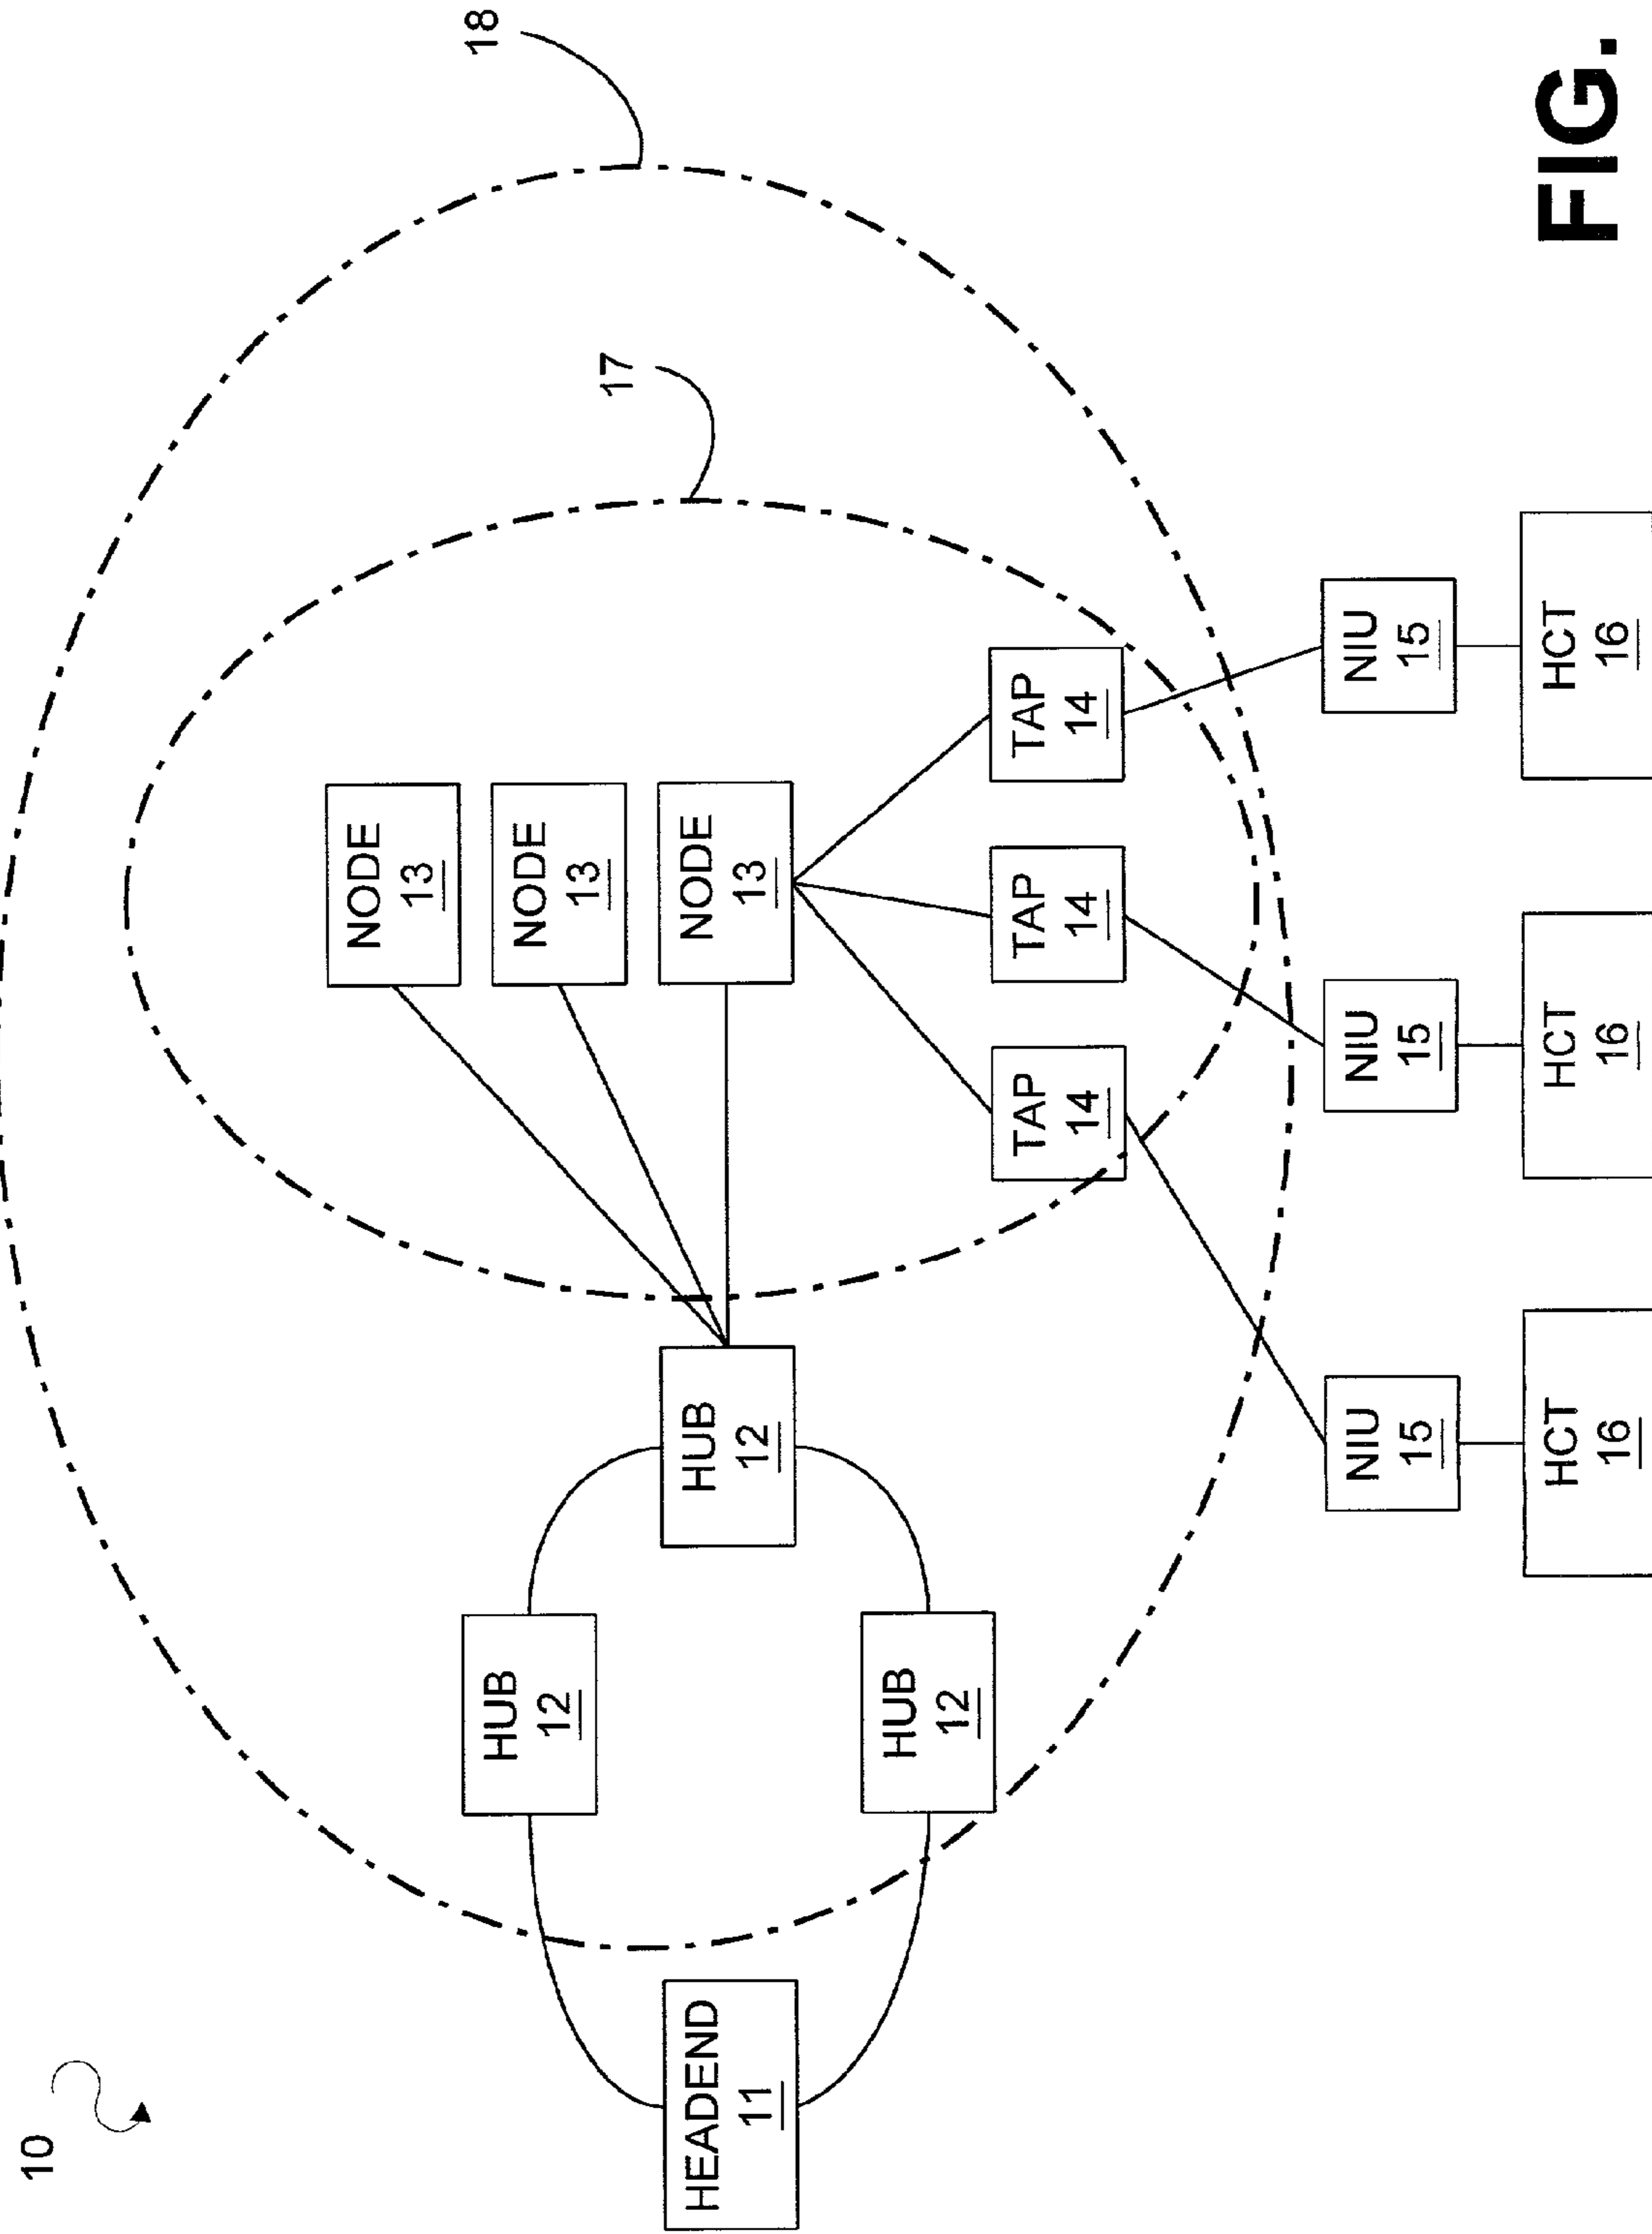 10
18
17
NODE
13
NODE
13
HUB
12
HEADEND
11
HUB
12
NODE
13
HUB
12
TAP
14
TAP
14
TAP
14
NIU
15
NIU
15
NIU
15
HCT
16
HCT
16
HCT
16
FIG.